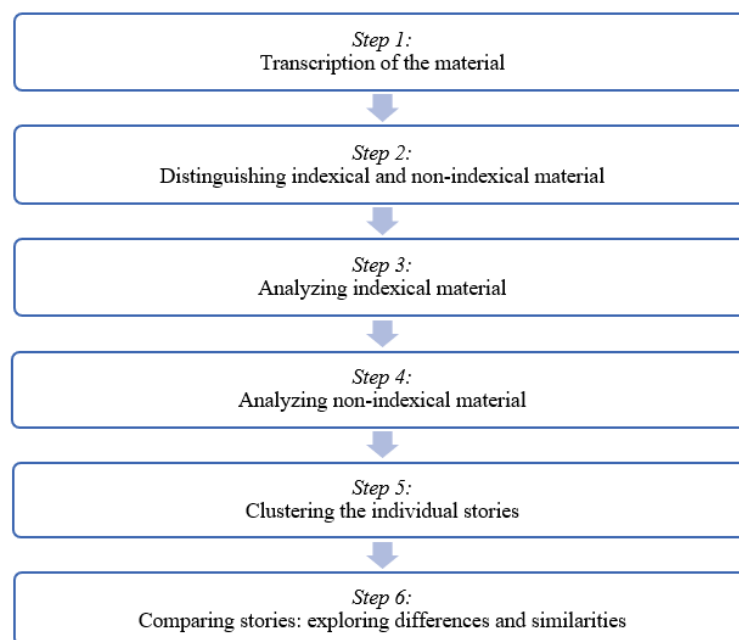 Step 1:
Transcription of the material
Step 2:
Distinguishing indexical and non-indexical material
Step 3:
Analyzing indexical material
Step 4:
Analyzing non-indexical material
Step 5:
Clustering the individual stories
Step 6:
Comparing stories: exploring differences and similarities